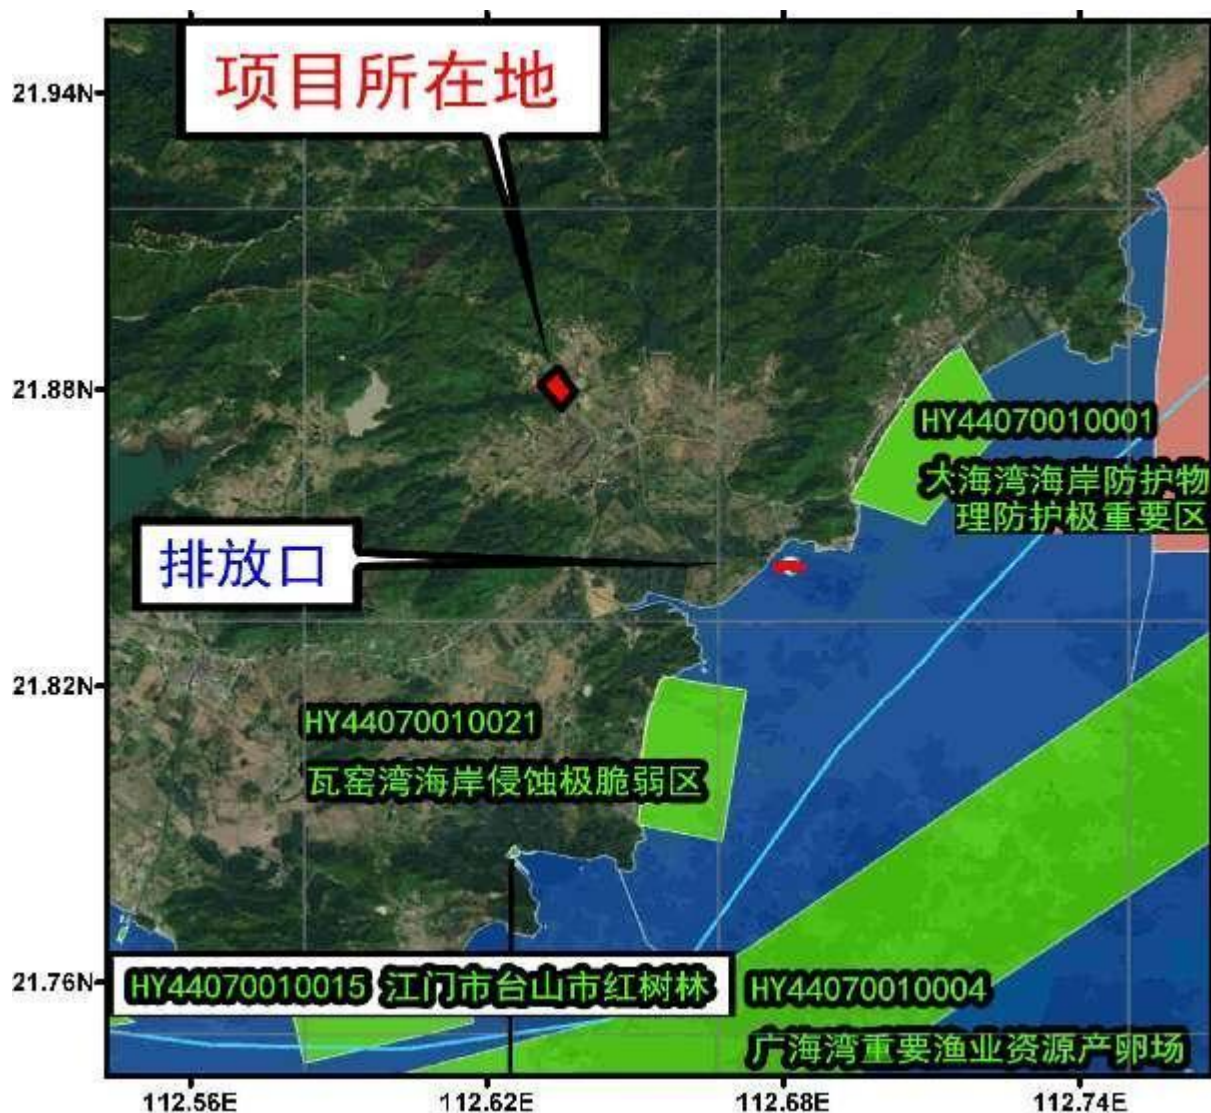 项目所在地
21.94N
21.88N
HY44070010001
大海湾海岸防护物
理防护极重要区
排放口
21.82N
HY44070010021
瓦窑湾海岸侵蚀极脆弱区
21.76N
HY44070010015 江门市台山市红树林
HY44070010004
广海湾重要渔业资源产卵场
112.56E
112.62E
112.68E
112.74E